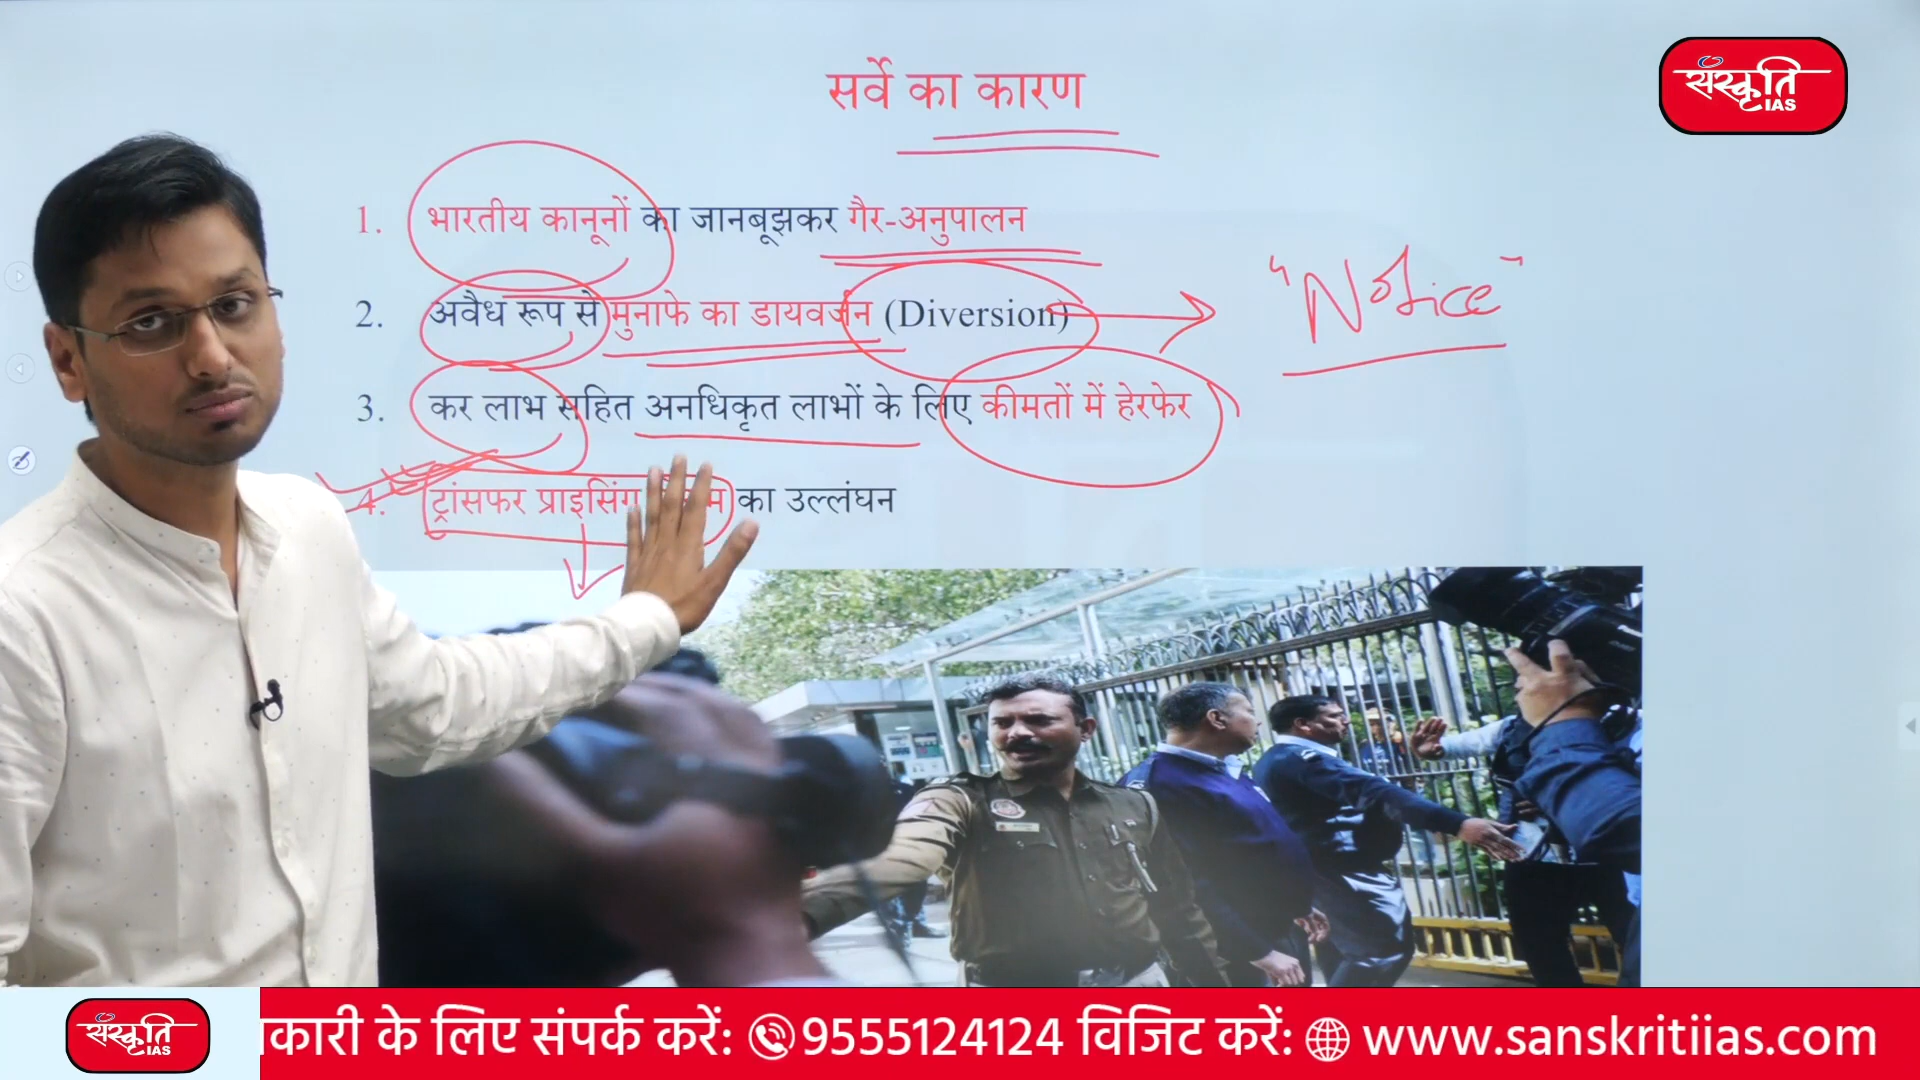 सर्वे का कारण
संस्कृति
IAS
1. भारतीय कानूनों का जानबूझकर गैर-अनुपालन
2. अवैध रूप से मुनाफे का डायवर्जन (Diversion)
"Notice"
3. कर लाभ सहित अनधिकृत लाभों के लिए कीमतों में हेरफेर
4. ट्रांसफर प्राइसिंग का उल्लंघन
संस्कृति
IAS
कारी के लिए संपर्क करें: 9555124124 विजिट करें: www.sanskritiias.com